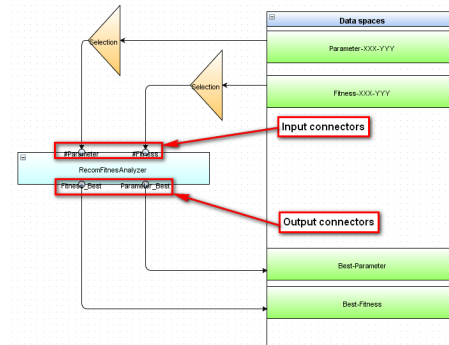 Data spaces
Selection
Parameter-XXX-YYY
Selection
Fitness-XXX-YYY
Input connectors
#Parameter #Fitness
RecomFitnesAnalyzer
Fitness_Best Parameter_Best
Output connectors
Best-Parameter
Best-Fitness